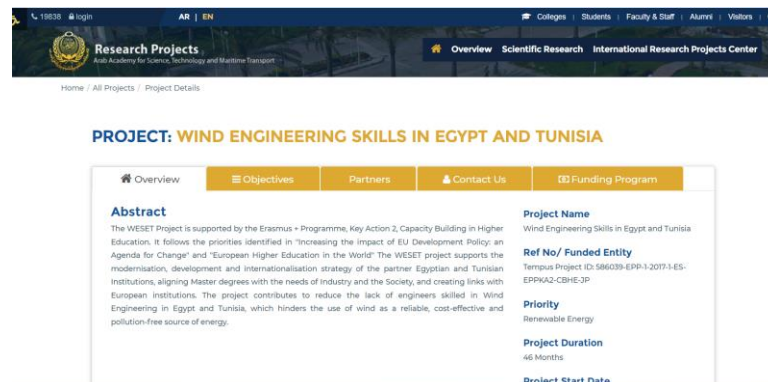 19838 login AR | EN Colleges | Students | Faculty & Staff | Alumni | Visitors |
Research Projects
Arab Academy for Science, Technology and Maritime Transport
Overview Scientific Research International Research Projects Center
Home / All Projects / Project Details
PROJECT: WIND ENGINEERING SKILLS IN EGYPT AND TUNISIA
Overview Objectives Partners Contact Us Funding Program
Abstract
The WESET Project is supported by the Erasmus + Programme, Key Action 2, Capacity Building in Higher
Education. It follows the priorities identified in "Increasing the impact of EU Development Policy: an
Agenda for Change" and "European Higher Education in the World" The WESET project supports the
modernisation, development and internationalisation strategy of the partner Egyptian and Tunisian
Institutions, aligning Master degrees with the needs of Industry and the Society, and creating links with
European institutions. The project contributes to reduce the lack of engineers skilled in Wind
Engineering in Egypt and Tunisia, which hinders the use of wind as a reliable, cost-effective and
pollution-free source of energy.
Project Name
Wind Engineering Skills in Egypt and Tunisia
Ref No/ Funded Entity
Tempus Project ID: 586039-EPP-1-2017-1-ES-
EPPKA2-CBHE-JP
Priority
Renewable Energy
Project Duration
46 Months
Project Start Date